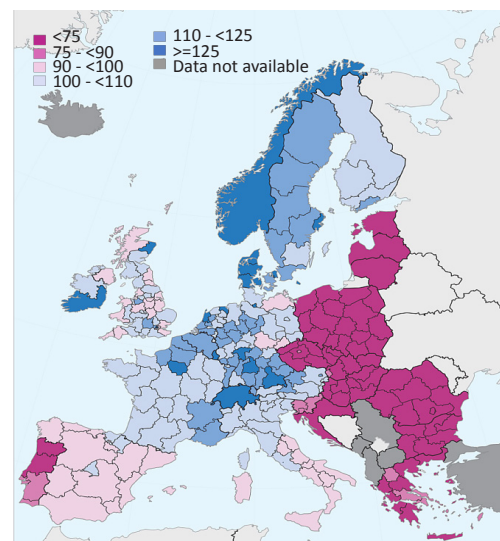 <75
75 - <90
90 - <100
100 - <110
110 - <125
>=125
Data not available